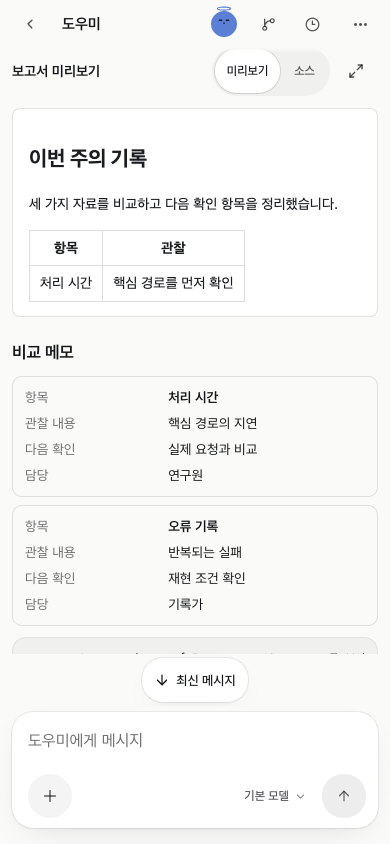 도우미
보고서 미리보기
미리보기
소스
이번 주의 기록
세 가지 자료를 비교하고 다음 확인 항목을 정리했습니다.
항목 관찰
처리 시간 핵심 경로를 먼저 확인
비교 메모
항목 처리 시간
관찰 내용 핵심 경로의 지연
다음 확인 실제 요청과 비교
담당 연구원
항목 오류 기록
관찰 내용 반복되는 실패
다음 확인 재현 조건 확인
담당 기록가
최신 메시지
도우미에게 메시지
기본 모델